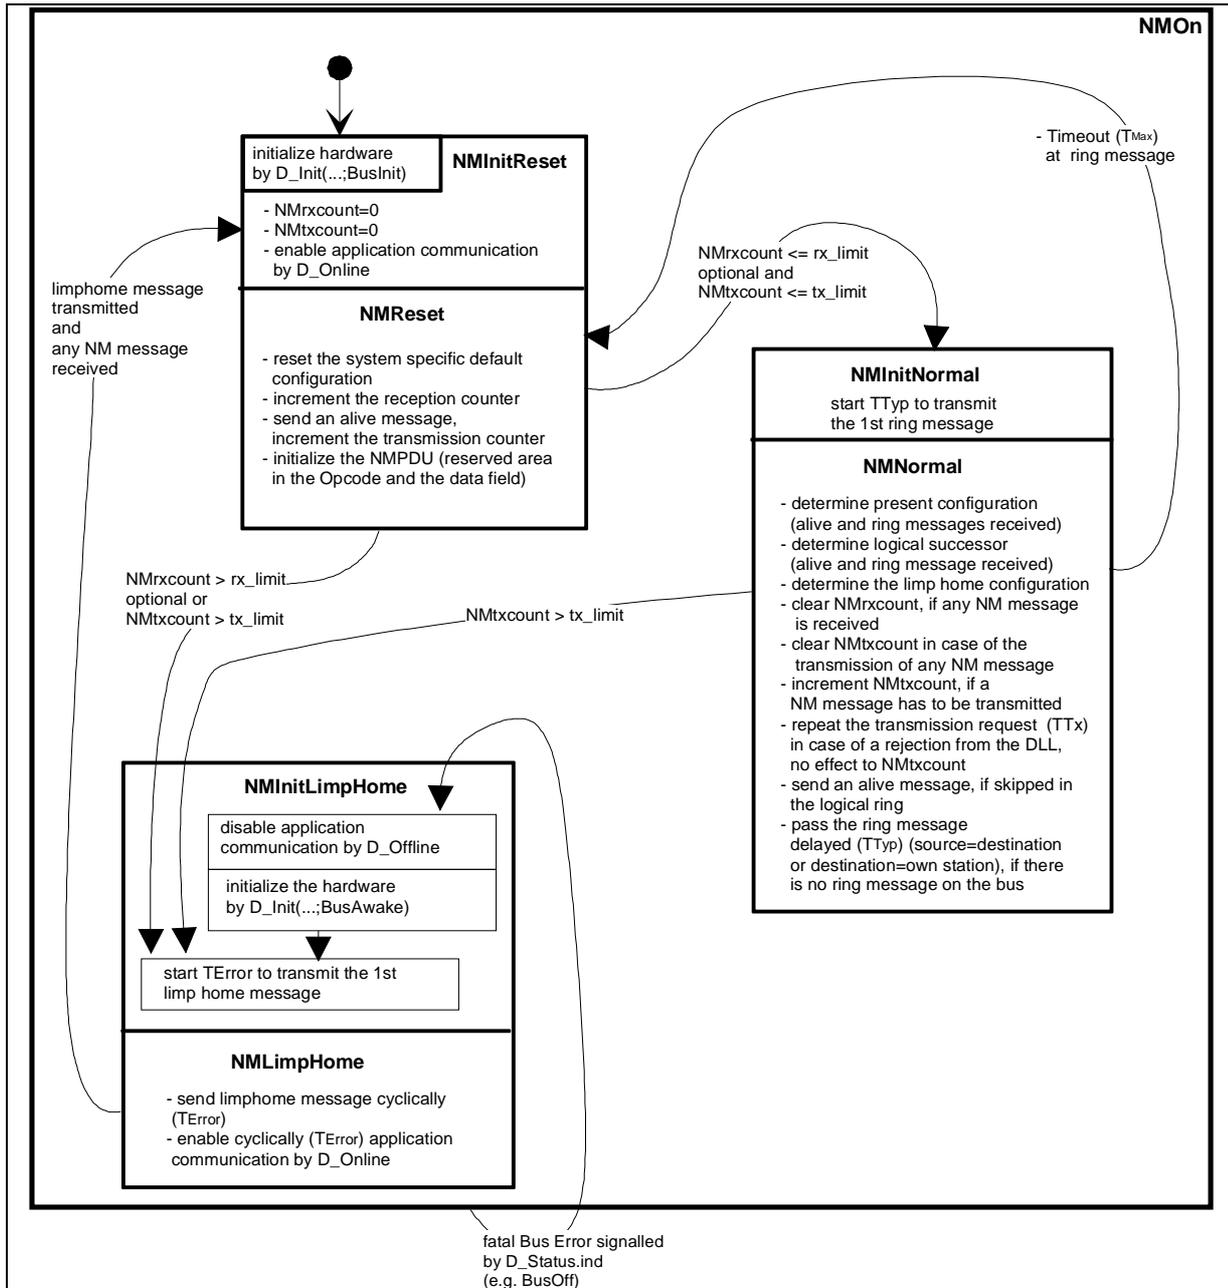 NMOn
initialize hardware
by D_Init(...;BusInit)
NMInitReset
- NMrxcount=0
- NMtxcount=0
- enable application communication
by D_Online
NMReset
- reset the system specific default
configuration
- increment the reception counter
- send an alive message,
increment the transmission counter
- initialize the NMPDU (reserved area
in the Opcode and the data field)
- Timeout (TMax)
at ring message
NMrxcount <= rx_limit
optional and
NMtxcount <= tx_limit
limphome message
transmitted
and
any NM message
received
NMInitNormal
start TTyp to transmit
the 1st ring message
NMNormal
- determine present configuration
(alive and ring messages received)
- determine logical successor
(alive and ring message received)
- determine the limp home configuration
- clear NMrxcount, if any NM message
is received
- clear NMtxcount in case of the
transmission of any NM message
- increment NMtxcount, if a
NM message has to be transmitted
- repeat the transmission request (TTx)
in case of a rejection from the DLL,
no effect to NMtxcount
- send an alive message, if skipped in
the logical ring
- pass the ring message
delayed (TTyp) (source=destination
or destination=own station), if there
is no ring message on the bus
NMrxcount > rx_limit
optional or
NMtxcount > tx_limit
NMtxcount > tx_limit
NMInitLimpHome
disable application
communication by D_Offline
initialize the hardware
by D_Init(...;BusAwake)
start TError to transmit the 1st
limp home message
NMLimpHome
- send limphome message cyclically
(TError)
- enable cyclically (TError) application
communication by D_Online
fatal Bus Error signalled
by D_Status.ind
(e.g. BusOff)